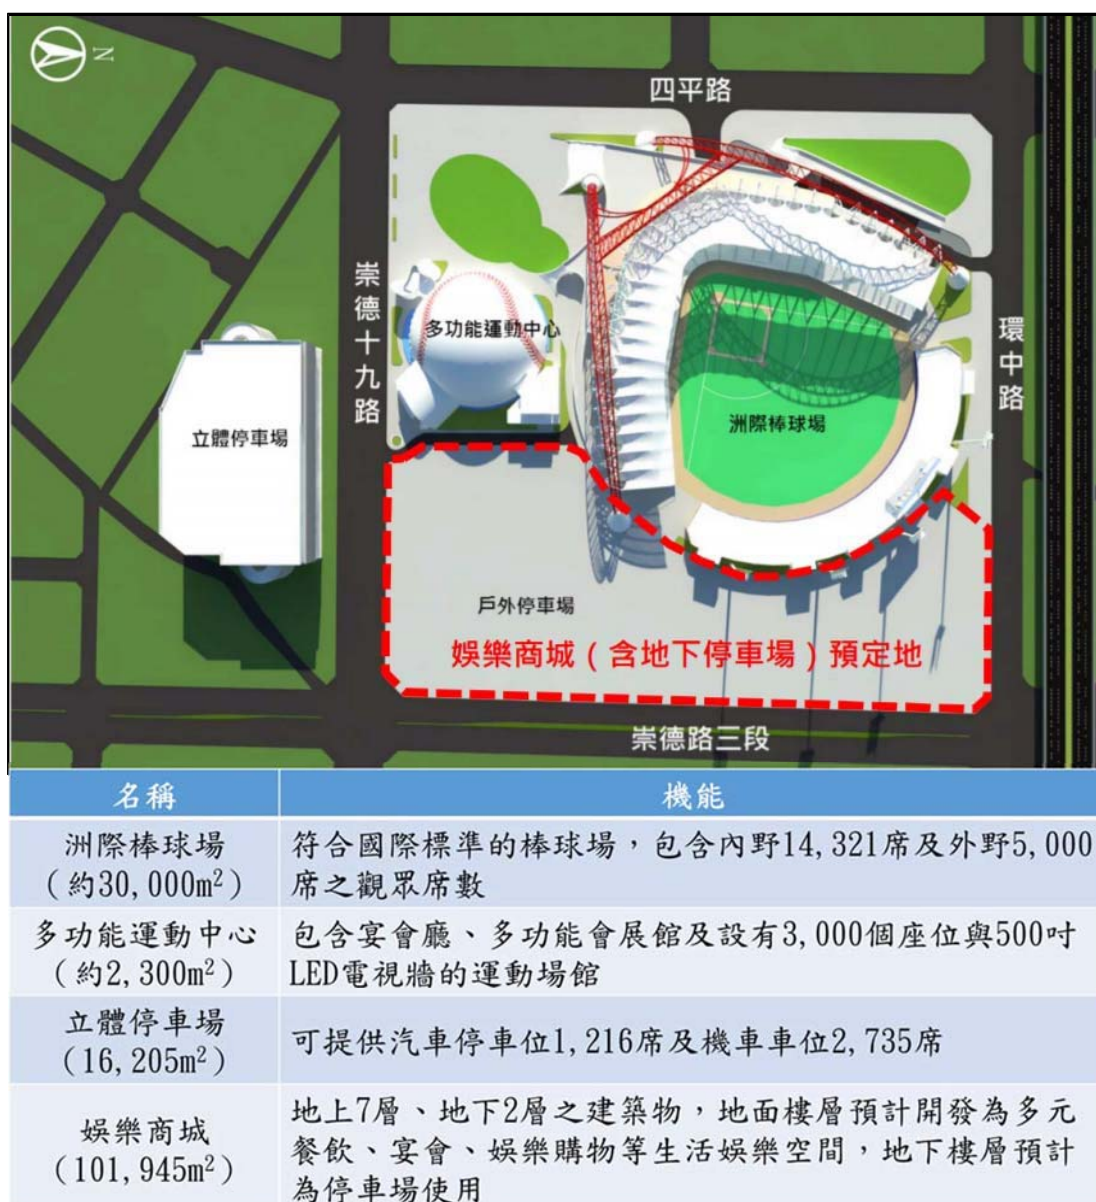 N
四平路
崇德十九路
環中路
多功能運動中心
洲際棒球場
立體停車場
戶外停車場
娛樂商城（含地下停車場）預定地
崇德路三段
名稱 機能
洲際棒球場
（約30,000m²）
符合國際標準的棒球場，包含內野14,321席及外野5,000
席之觀眾席數
多功能運動中心
（約2,300m²）
包含宴會廳、多功能會展館及設有3,000個座位與500吋
LED電視牆的運動場館
立體停車場
(16,205m²)
可提供汽車停車位1,216席及機車車位2,735席
娛樂商城
(101,945m²)
地上7層、地下2層之建築物，地面樓層預計開發為多元
餐飲、宴會、娛樂購物等生活娛樂空間，地下樓層預計
為停車場使用